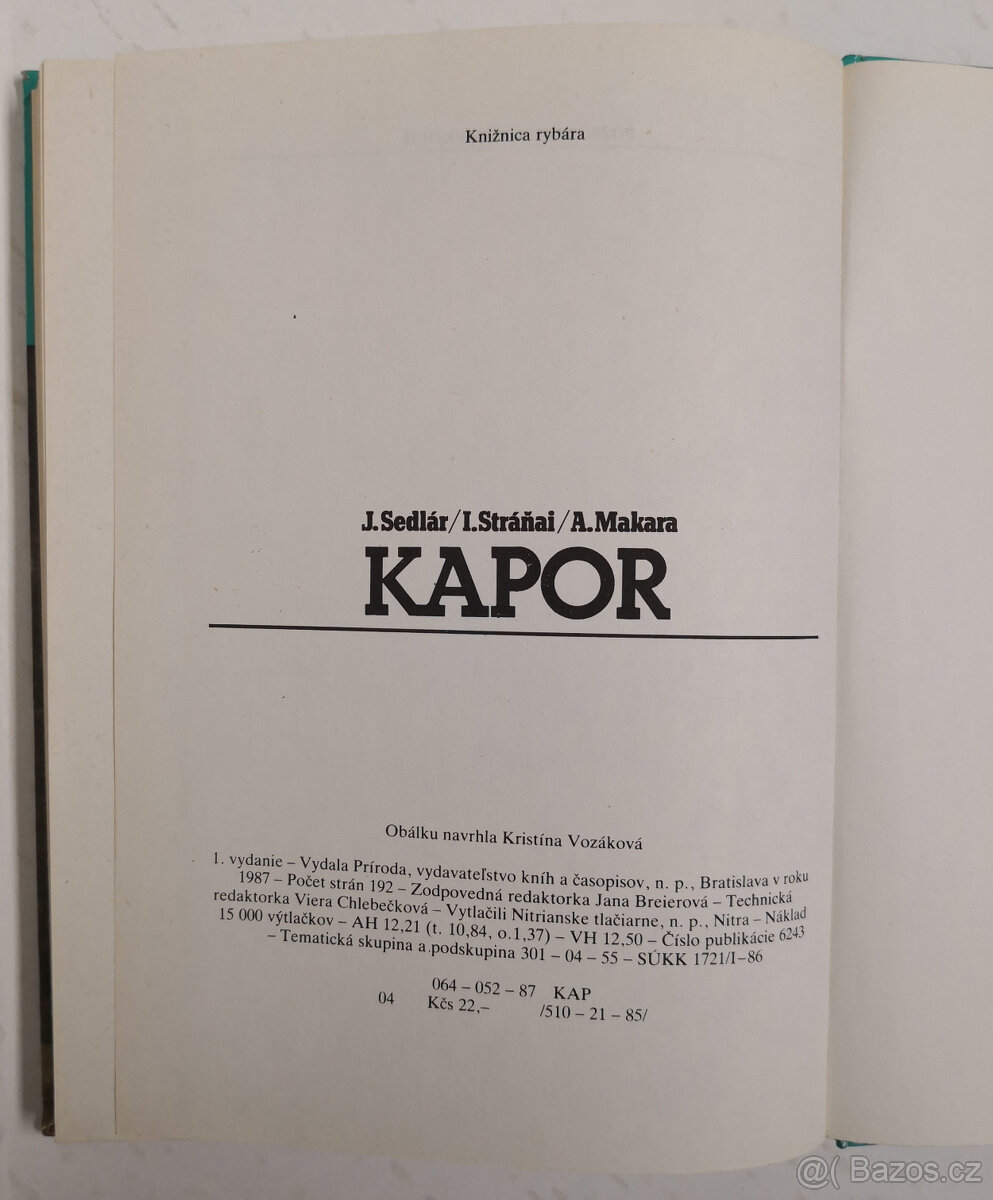 Knižnica rybára
J. Sedlár/I. Stráňai/A. Makara
KAPOR
Obálku navrhla Kristína Vozáková
1. vydanie – Vydala Príroda, vydavateľstvo kníh a časopisov, n. p., Bratislava v roku
1987 – Počet strán 192 – Zodpovedná redaktorka Jana Breierová – Technická
redaktorka Viera Chlebečková – Vytlačili Nitrianske tlačiarne, n. p., Nitra – Náklad
15 000 výtlačkov – AH 12,21 (t. 10,84, o.1,37) – VH 12,50 – Číslo publikácie 6243
– Tematická skupina a podskupina 301 – 04 – 55 – SÚKK 1721/I–86
064 – 052 – 87 KAP
04 Kčs 22,– /510 – 21 – 85/
@( Bazos.cz